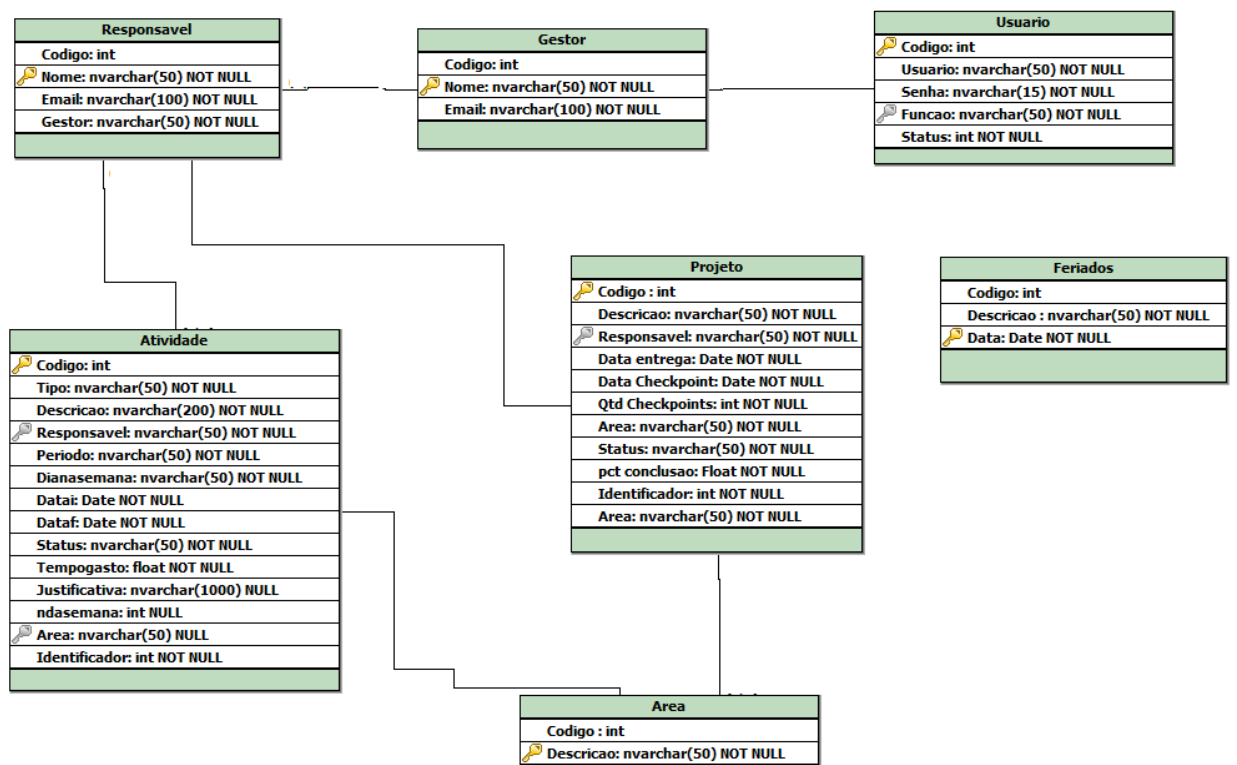 Responsavel
Codigo: int
Nome: nvarchar(50) NOT NULL
Email: nvarchar(100) NOT NULL
Gestor: nvarchar(50) NOT NULL
Gestor
Codigo: int
Nome: nvarchar(50) NOT NULL
Email: nvarchar(100) NOT NULL
Usuario
Codigo: int
Usuario: nvarchar(50) NOT NULL
Senha: nvarchar(15) NOT NULL
Funcao: nvarchar(50) NOT NULL
Status: int NOT NULL
Projeto
Codigo : int
Descricao: nvarchar(50) NOT NULL
Responsavel: nvarchar(50) NOT NULL
Data entrega: Date NOT NULL
Data Checkpoint: Date NOT NULL
Qtd Checkpoints: int NOT NULL
Area: nvarchar(50) NOT NULL
Status: nvarchar(50) NOT NULL
pct conclusao: Float NOT NULL
Identificador: int NOT NULL
Area: nvarchar(50) NOT NULL
Feriados
Codigo: int
Descricao : nvarchar(50) NOT NULL
Data: Date NOT NULL
Atividade
Codigo: int
Tipo: nvarchar(50) NOT NULL
Descricao: nvarchar(200) NOT NULL
Responsavel: nvarchar(50) NOT NULL
Periodo: nvarchar(50) NOT NULL
Dianasemana: nvarchar(50) NOT NULL
Datai: Date NOT NULL
Dataf: Date NOT NULL
Status: nvarchar(50) NOT NULL
Tempogasto: float NOT NULL
Justificativa: nvarchar(1000) NULL
ndasemana: int NULL
Area: nvarchar(50) NULL
Identificador: int NOT NULL
Area
Codigo : int
Descricao: nvarchar(50) NOT NULL